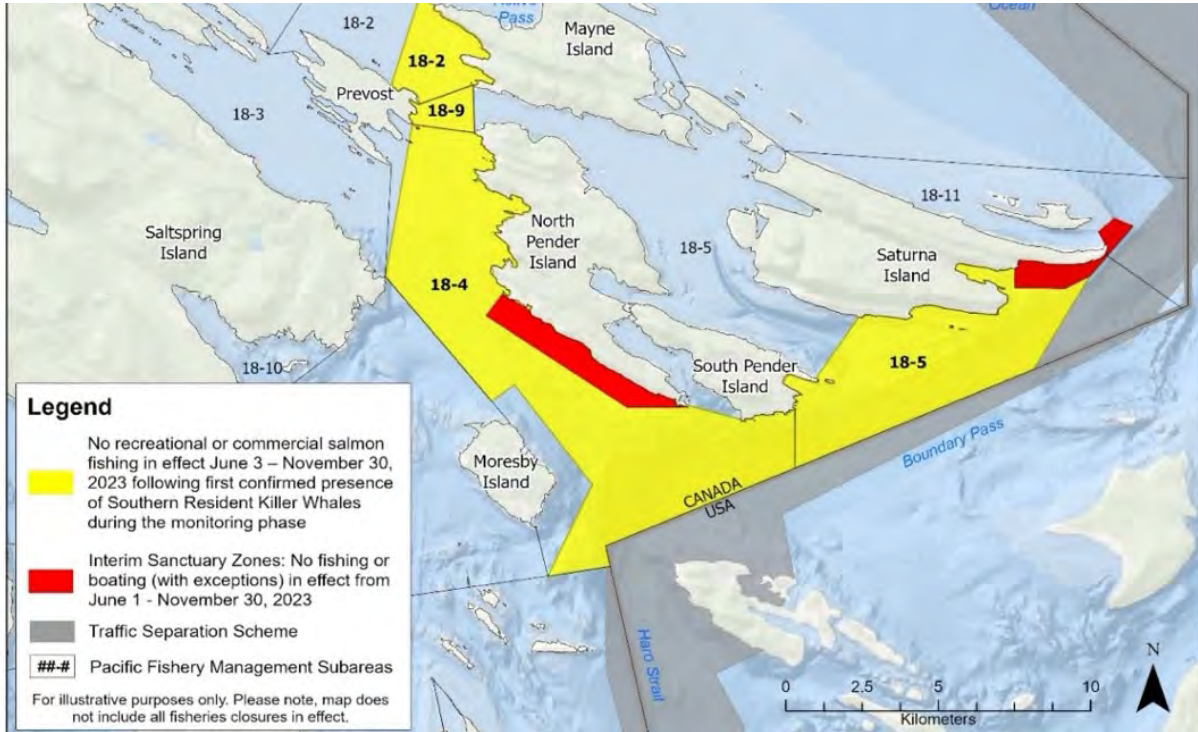 Active
Pass
Ocean
18-2
Mayne
Island
18-2
Prevost
18-9
18-3
18-11
North
Pender
Island
Saltspring
Island
18-5
Saturna
Island
18-4
18-10
South Pender
Island
18-5
Moresby
Island
Boundary Pass
CANADA
USA
Haro Strait
Legend
No recreational or commercial salmon
fishing in effect June 3 – November 30,
2023 following first confirmed presence
of Southern Resident Killer Whales
during the monitoring phase
Interim Sanctuary Zones: No fishing or
boating (with exceptions) in effect from
June 1 - November 30, 2023
Traffic Separation Scheme
##-# Pacific Fishery Management Subareas
For illustrative purposes only. Please note, map does
not include all fisheries closures in effect.
N
0 2.5 5 10
Kilometers